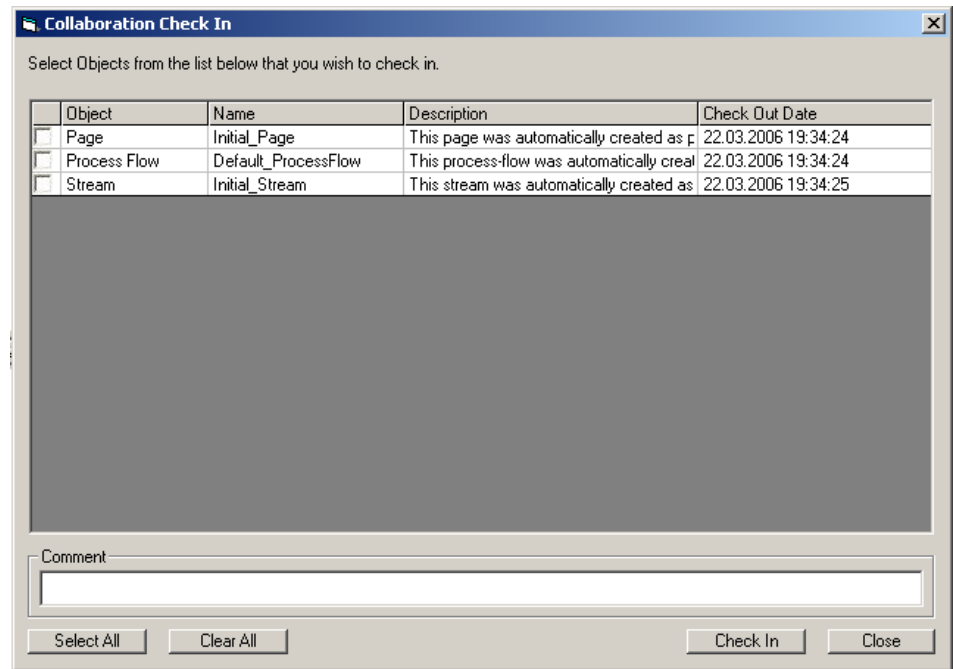 Collaboration Check In
Select Objects from the list below that you wish to check in.
Object Name Description Check Out Date
Page Initial_Page This page was automatically created as p 22.03.2006 19:34:24
Process Flow Default_ProcessFlow This process-flow was automatically creat 22.03.2006 19:34:24
Stream Initial_Stream This stream was automatically created as 22.03.2006 19:34:25
Comment
Select All Clear All Check In Close